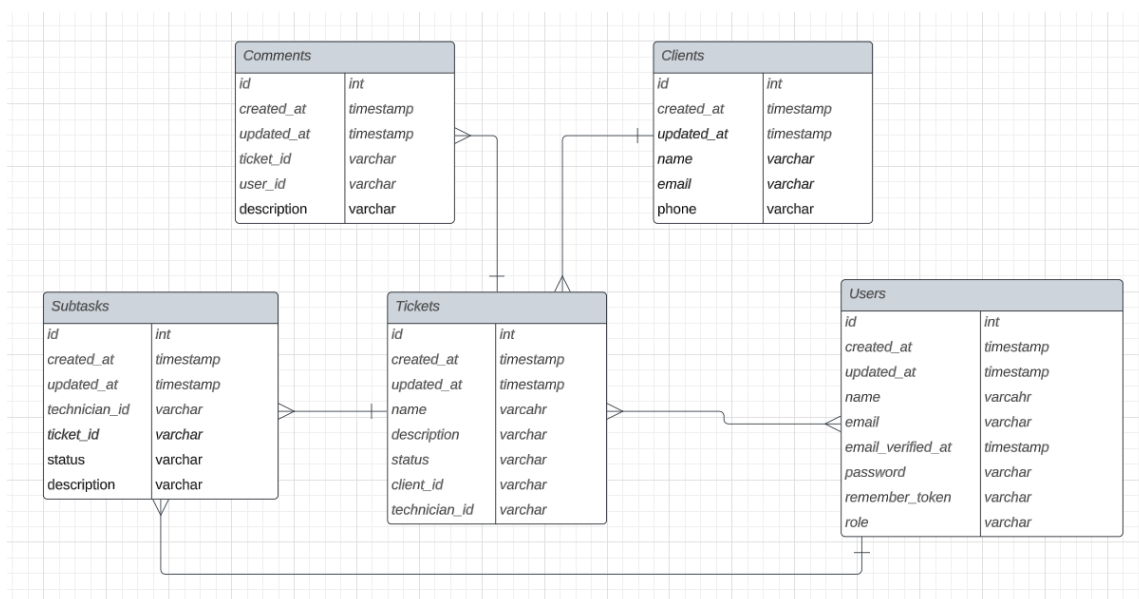 Comments
id int
created_at timestamp
updated_at timestamp
ticket_id varchar
user_id varchar
description varchar
Clients
id int
created_at timestamp
updated_at timestamp
name varchar
email varchar
phone varchar
Subtasks
id int
created_at timestamp
updated_at timestamp
technician_id varchar
ticket_id varchar
status varchar
description varchar
Tickets
id int
created_at timestamp
updated_at timestamp
name varcahr
description varchar
status varchar
client_id varchar
technician_id varchar
Users
id int
created_at timestamp
updated_at timestamp
name varcahr
email varchar
email_verified_at timestamp
password varchar
remember_token varchar
role varchar